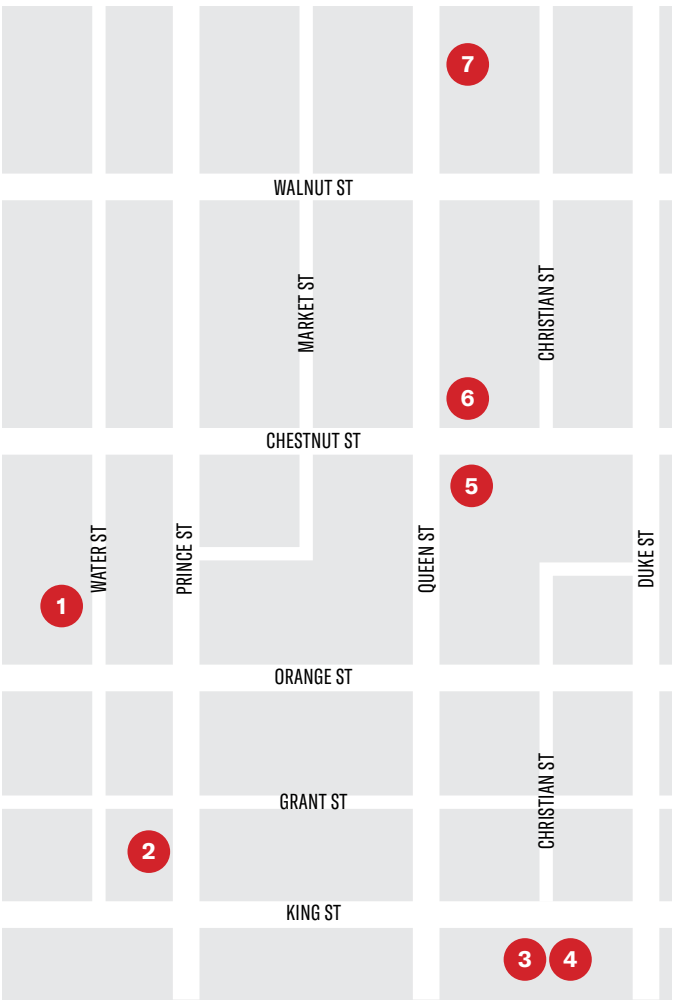 7
WALNUT ST
MARKET ST
CHRISTIAN ST
6
CHESTNUT ST
5
WATER ST
PRINCE ST
QUEEN ST
DUKE ST
1
ORANGE ST
GRANT ST
CHRISTIAN ST
2
KING ST
3
4